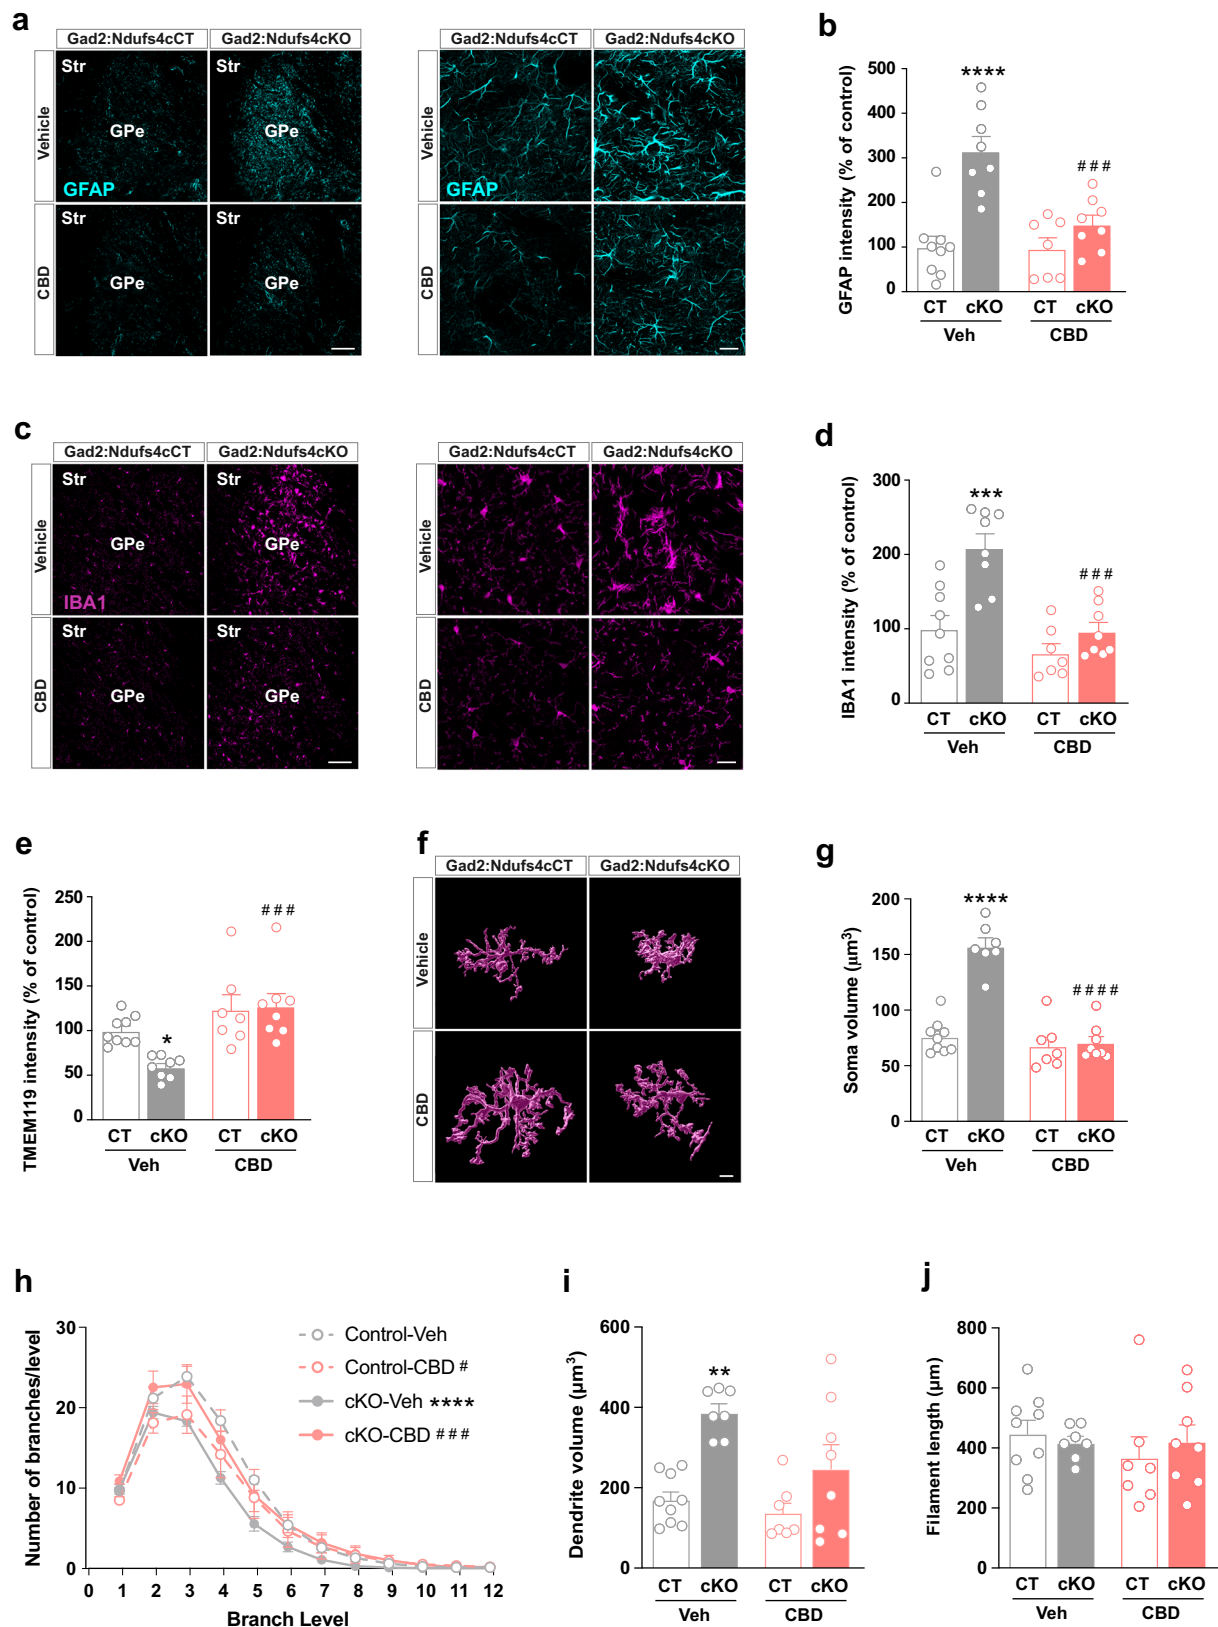 a
Gad2:Ndufs4cCT Gad2:Ndufs4cKO
Gad2:Ndufs4cCT Gad2:Ndufs4cKO
Vehicle
CBD
Str
GPe
GFAP
Str
GPe
Str
GPe
Str
GPe
Vehicle
CBD
GFAP
b
GFAP intensity (% of control)
500
400
300
200
100
0
****
###
CT cKO CT cKO
Veh CBD
c
Gad2:Ndufs4cCT Gad2:Ndufs4cKO
Gad2:Ndufs4cCT Gad2:Ndufs4cKO
Vehicle
CBD
Str
GPe
IBA1
Str
GPe
Str
GPe
Str
GPe
Vehicle
CBD
d
IBA1 intensity (% of control)
300
200
100
0
***
###
CT cKO CT cKO
Veh CBD
e
TMEM119 intensity (% of control)
250
200
150
100
50
0
*
###
CT cKO CT cKO
Veh CBD
f
Gad2:Ndufs4cCT Gad2:Ndufs4cKO
Vehicle
CBD
g
Soma volume (µm³)
200
150
100
50
0
****
####
CT cKO CT cKO
Veh CBD
h
Number of branches/level
30
20
10
0
Control-Veh
Control-CBD #
cKO-Veh ****
cKO-CBD ###
0 1 2 3 4 5 6 7 8 9 10 11 12
Branch Level
i
Dendrite volume (µm³)
600
400
200
0
**
CT cKO CT cKO
Veh CBD
j
Filament length (µm)
800
600
400
200
0
CT cKO CT cKO
Veh CBD